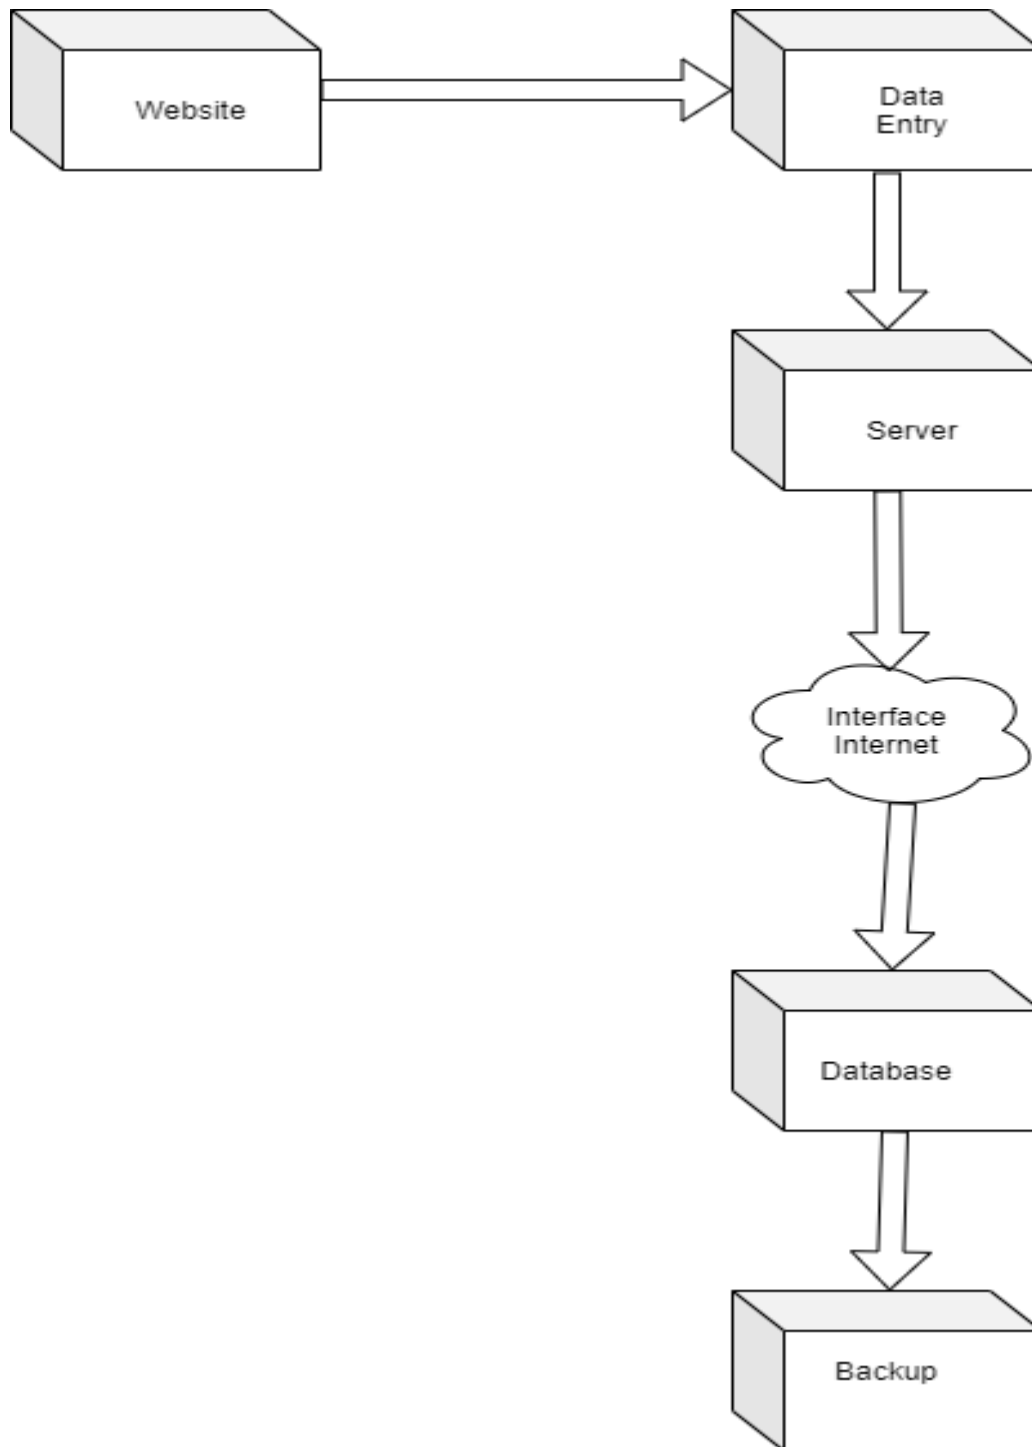 Website
Data
Entry
Server
Interface
Internet
Database
Backup